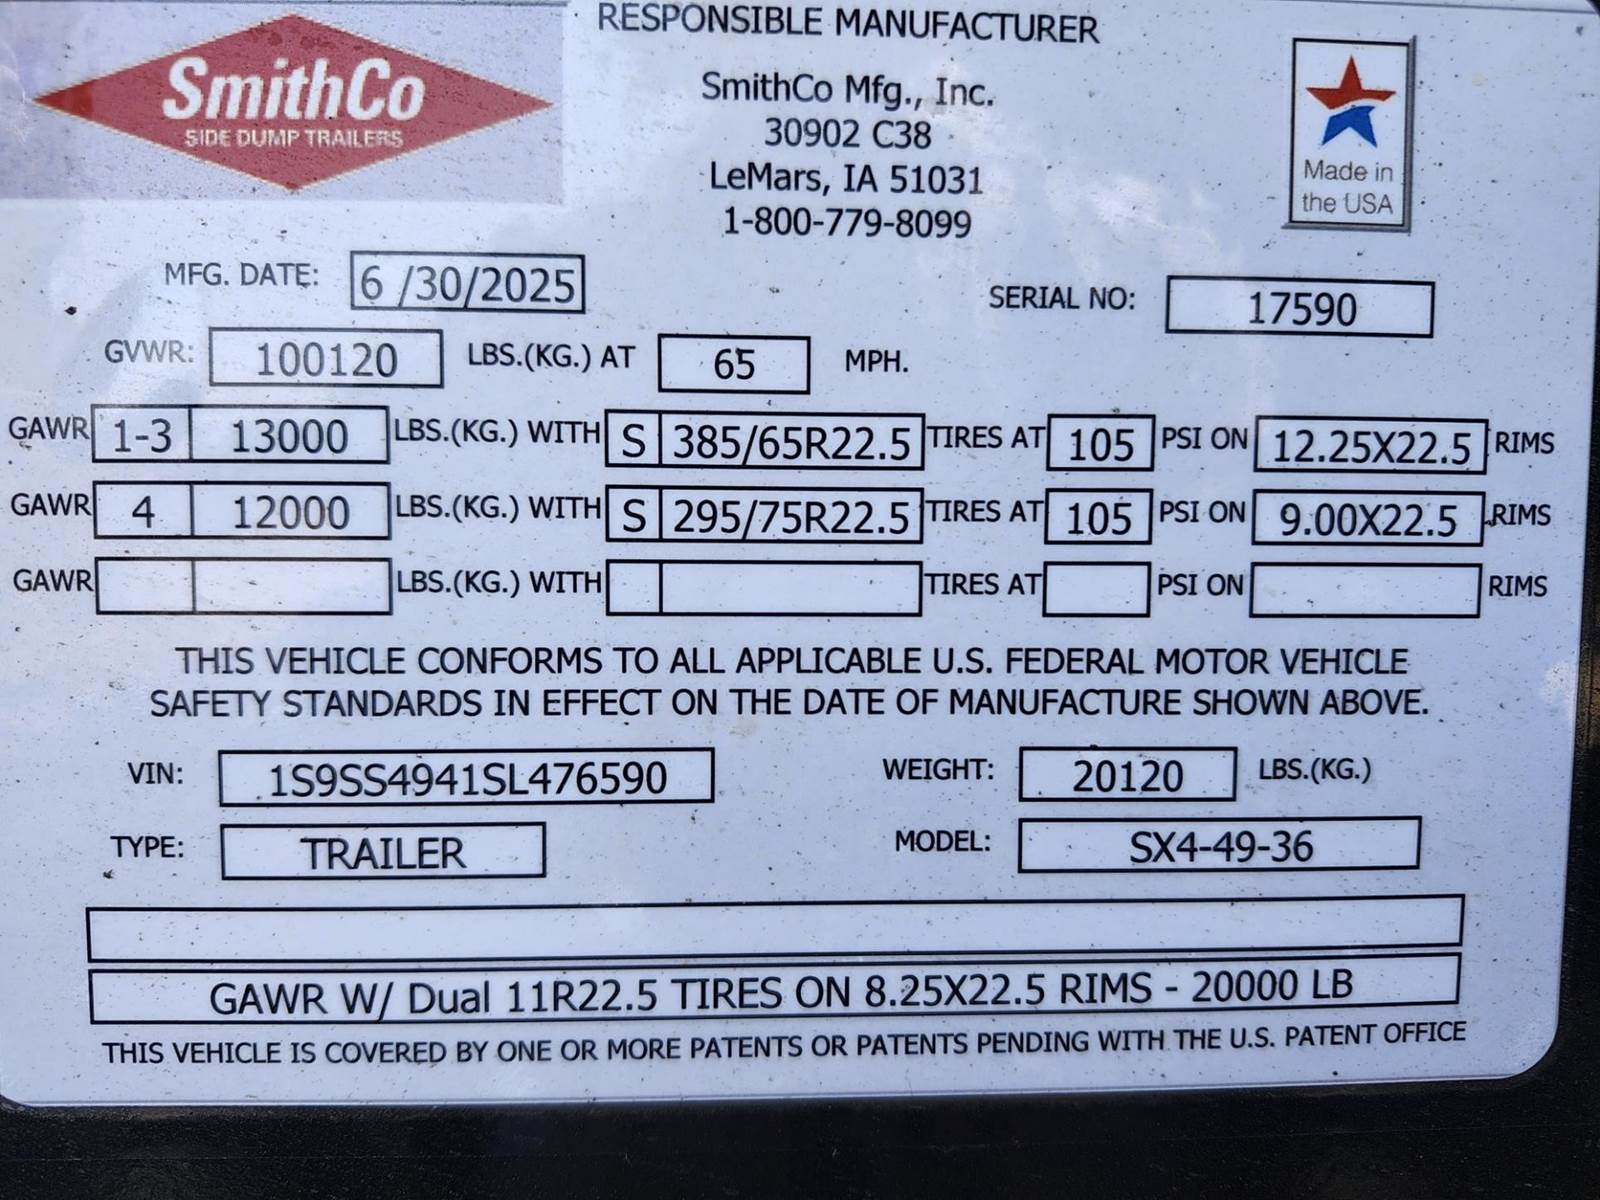 SmithCo
SIDE DUMP TRAILERS
RESPONSIBLE MANUFACTURER
SmithCo Mfg., Inc.
30902 C38
LeMars, IA 51031
1-800-779-8099
Made in
the USA
MFG. DATE: 6 /30/2025
SERIAL NO: 17590
GVWR: 100120 LBS.(KG.) AT 65 MPH.
GAWR 1-3 13000 LBS.(KG.) WITH S 385/65R22.5 TIRES AT 105 PSI ON 12.25X22.5 RIMS
GAWR 4 12000 LBS.(KG.) WITH S 295/75R22.5 TIRES AT 105 PSI ON 9.00X22.5 RIMS
GAWR LBS.(KG.) WITH TIRES AT PSI ON RIMS
THIS VEHICLE CONFORMS TO ALL APPLICABLE U.S. FEDERAL MOTOR VEHICLE
SAFETY STANDARDS IN EFFECT ON THE DATE OF MANUFACTURE SHOWN ABOVE.
VIN: 1S9SS4941SL476590 WEIGHT: 20120 LBS.(KG.)
TYPE: TRAILER MODEL: SX4-49-36
GAWR W/ Dual 11R22.5 TIRES ON 8.25X22.5 RIMS - 20000 LB
THIS VEHICLE IS COVERED BY ONE OR MORE PATENTS OR PATENTS PENDING WITH THE U.S. PATENT OFFICE